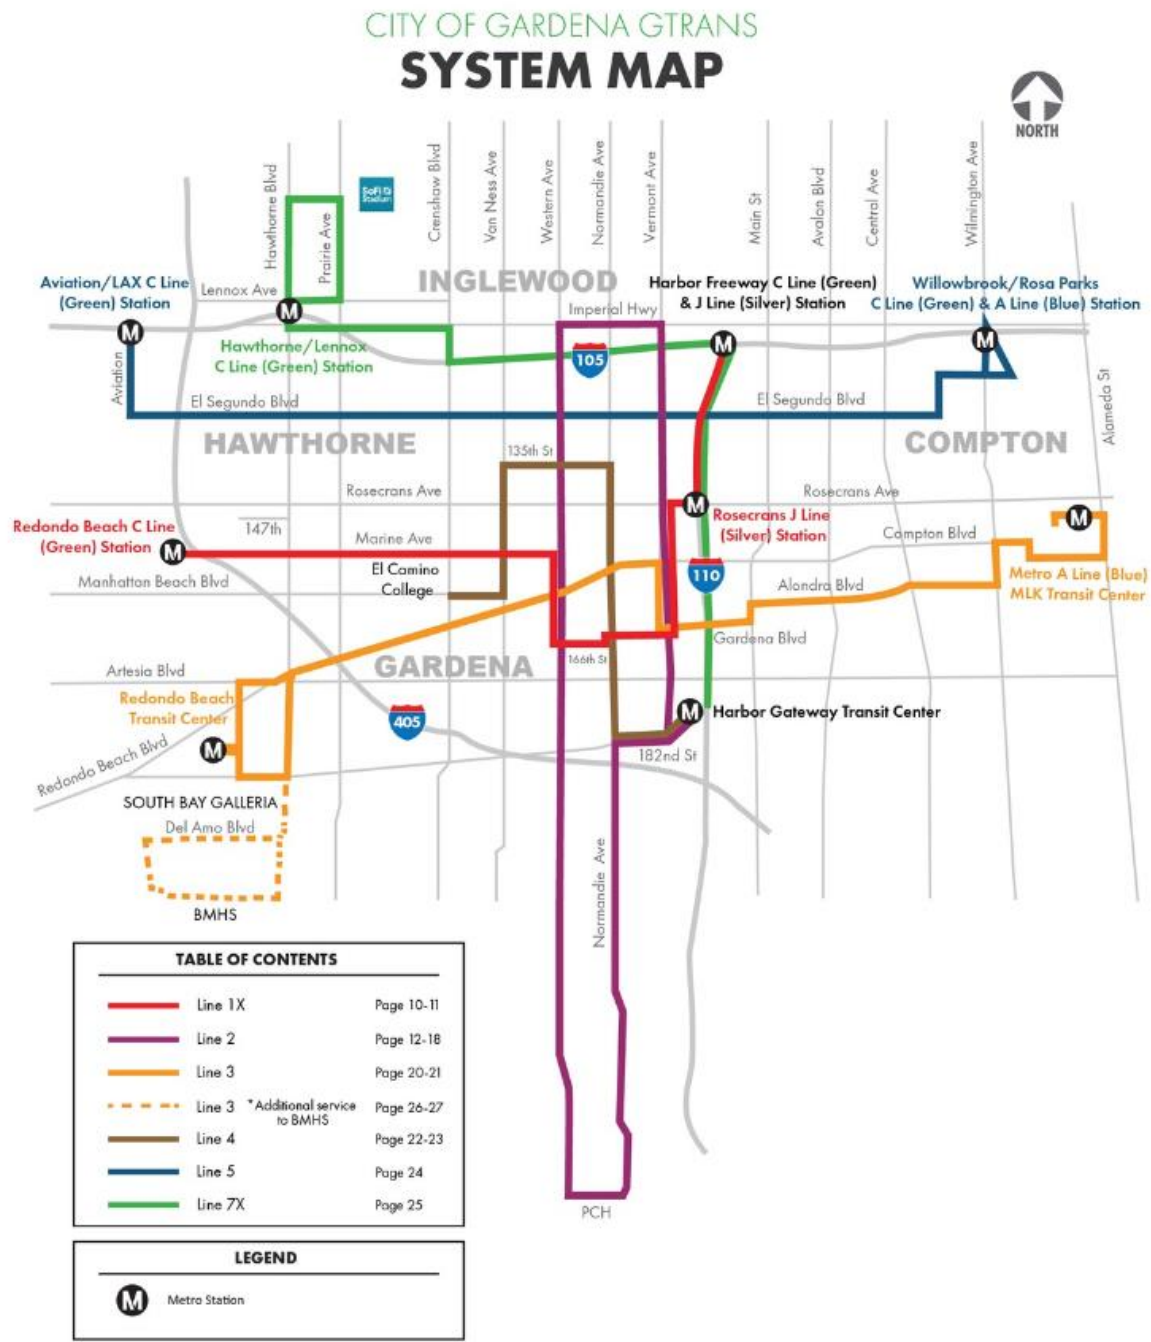 CITY OF GARDENA GTRANS
SYSTEM MAP
NORTH
Hawthorne Blvd
Prairie Ave
SoFi
Stadium
Crenshaw Blvd
Van Ness Ave
Western Ave
Normandie Ave
Vermont Ave
Main St
Avalon Blvd
Central Ave
Wilmington Ave
Aviation/LAX C Line
(Green) Station
Lennox Ave
INGLEWOOD
Harbor Freeway C Line (Green)
& J Line (Silver) Station
Willowbrook/Rosa Parks
C Line (Green) & A Line (Blue) Station
Imperial Hwy
M
M
M
M
Hawthorne/Lennox
C Line (Green) Station
105
Aviation
El Segundo Blvd
El Segundo Blvd
Alameda St
HAWTHORNE
COMPTON
135th St
Rosecrans Ave
Rosecrans Ave
M
M
Redondo Beach C Line
(Green) Station
147th
Rosecrans J Line
(Silver) Station
Marine Ave
Compton Blvd
M
El Camino
College
Manhattan Beach Blvd
110
Alondra Blvd
Metro A Line (Blue)
MLK Transit Center
Gardena Blvd
166th St
GARDENA
Artesia Blvd
Redondo Beach
Transit Center
405
M
Harbor Gateway Transit Center
M
182nd St
Redondo Beach Blvd
SOUTH BAY GALLERIA
Del Amo Blvd
BMHS
Normandie Ave
PCH
TABLE OF CONTENTS
Line 1X Page 10-11
Line 2 Page 12-18
Line 3 Page 20-21
Line 3 *Additional service to BMHS Page 26-27
Line 4 Page 22-23
Line 5 Page 24
Line 7X Page 25
LEGEND
M Metro Station